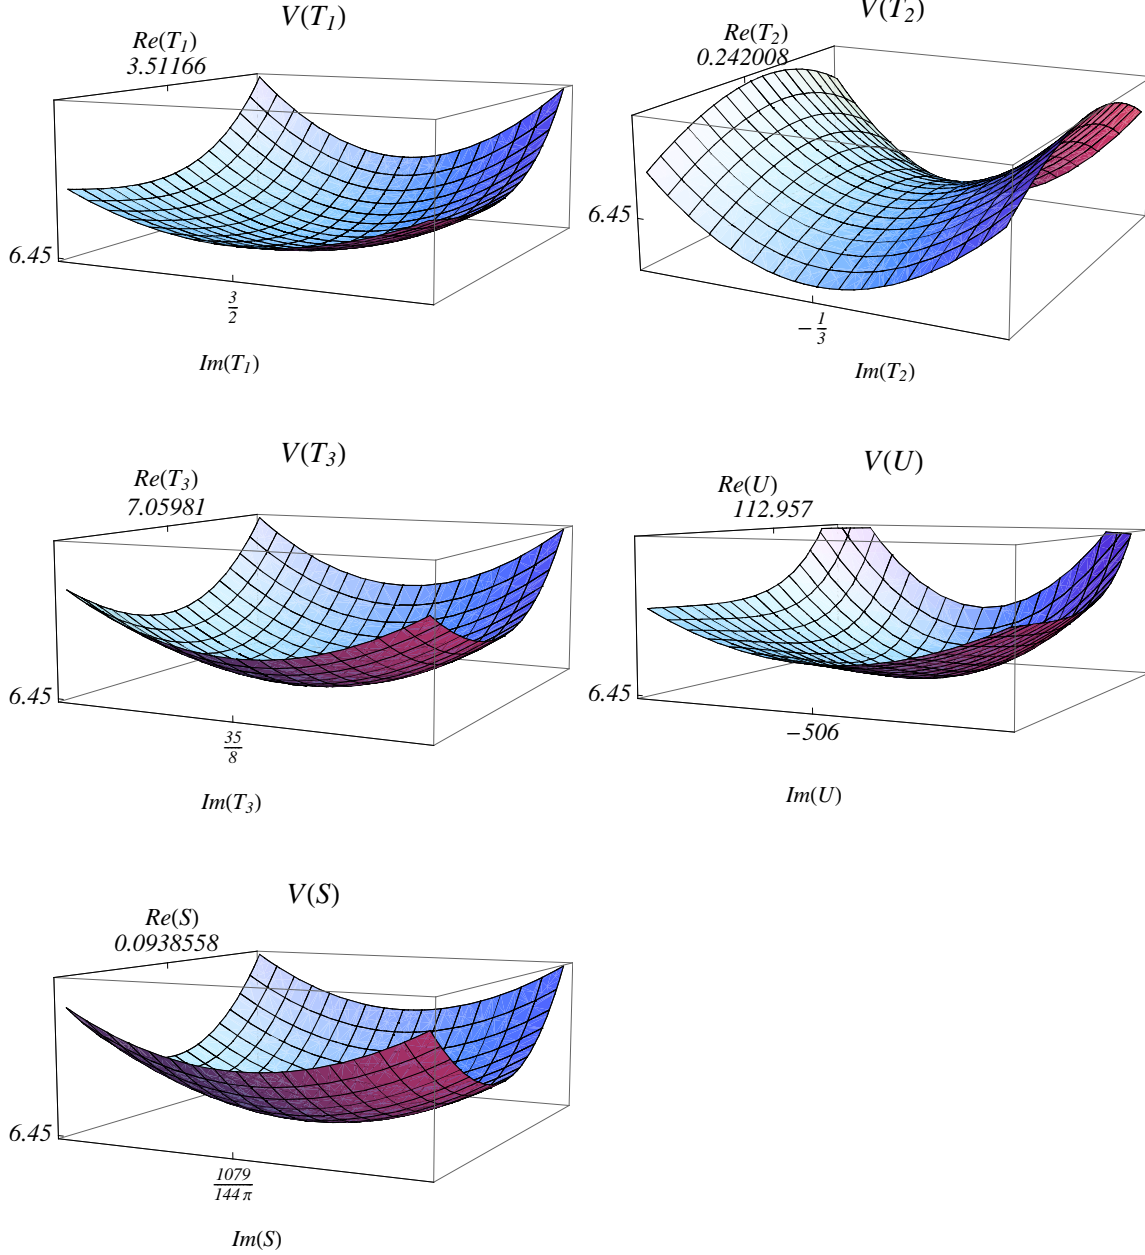 V(T₁)
Re(T₁)
3.51166
6.45
3/2
Im(T₁)
V(T₂)
Re(T₂)
0.242008
6.45
−1/3
Im(T₂)
V(T₃)
Re(T₃)
7.05981
6.45
35/8
Im(T₃)
V(U)
Re(U)
112.957
6.45
−506
Im(U)
V(S)
Re(S)
0.0938558
6.45
1079/144 π
Im(S)